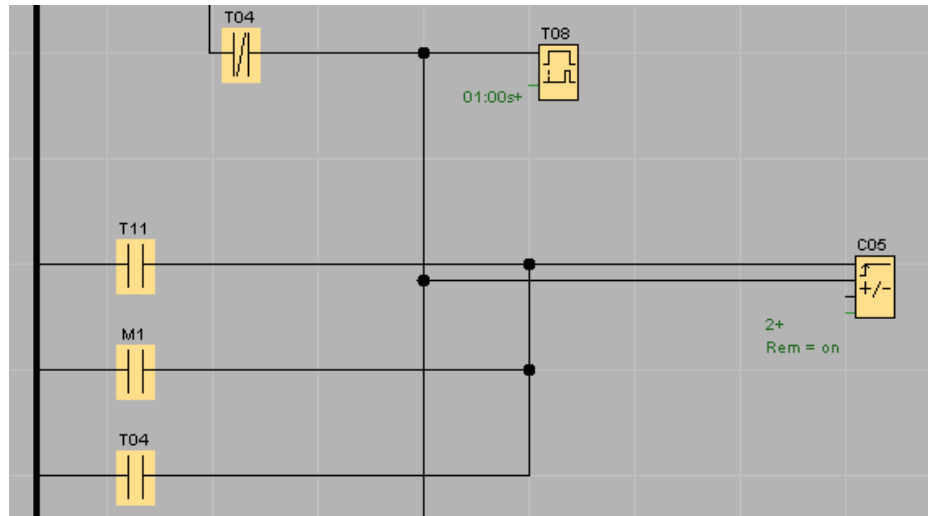 T04
T08
01:00s+
T11
C05
+/-
2+
Rem = on
M1
T04